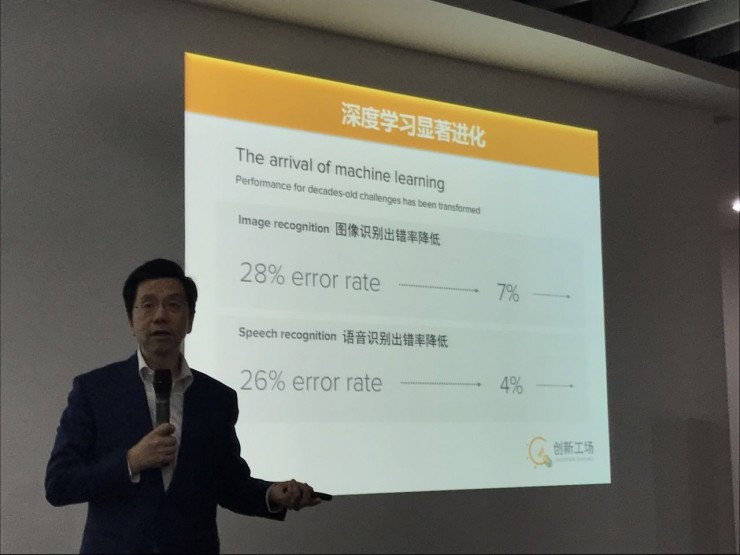 深度学习显著进化
The arrival of machine learning
Performance for decades-old challenges has been transformed
Image recognition 图像识别出错率降低
28% error rate 7%
Speech recognition 语音识别出错率降低
26% error rate 4%
创新工场